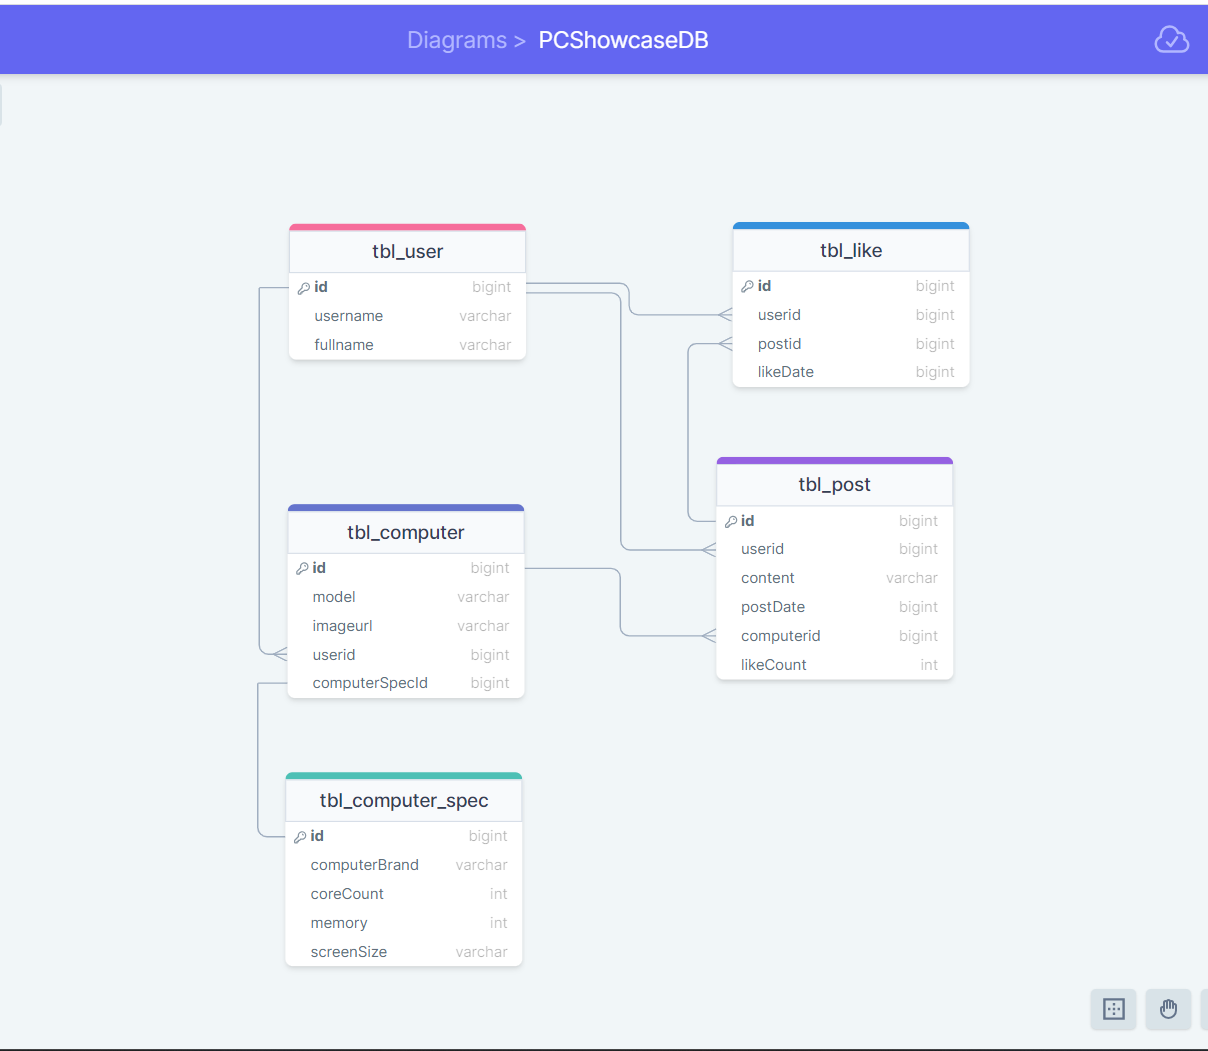 Diagrams > PCShowcaseDB
tbl_user
id bigint
username varchar
fullname varchar
tbl_like
id bigint
userid bigint
postid bigint
likeDate bigint
tbl_computer
id bigint
model varchar
imageurl varchar
userid bigint
computerSpecId bigint
tbl_post
id bigint
userid bigint
content varchar
postDate bigint
computerid bigint
likeCount int
tbl_computer_spec
id bigint
computerBrand varchar
coreCount int
memory int
screenSize varchar